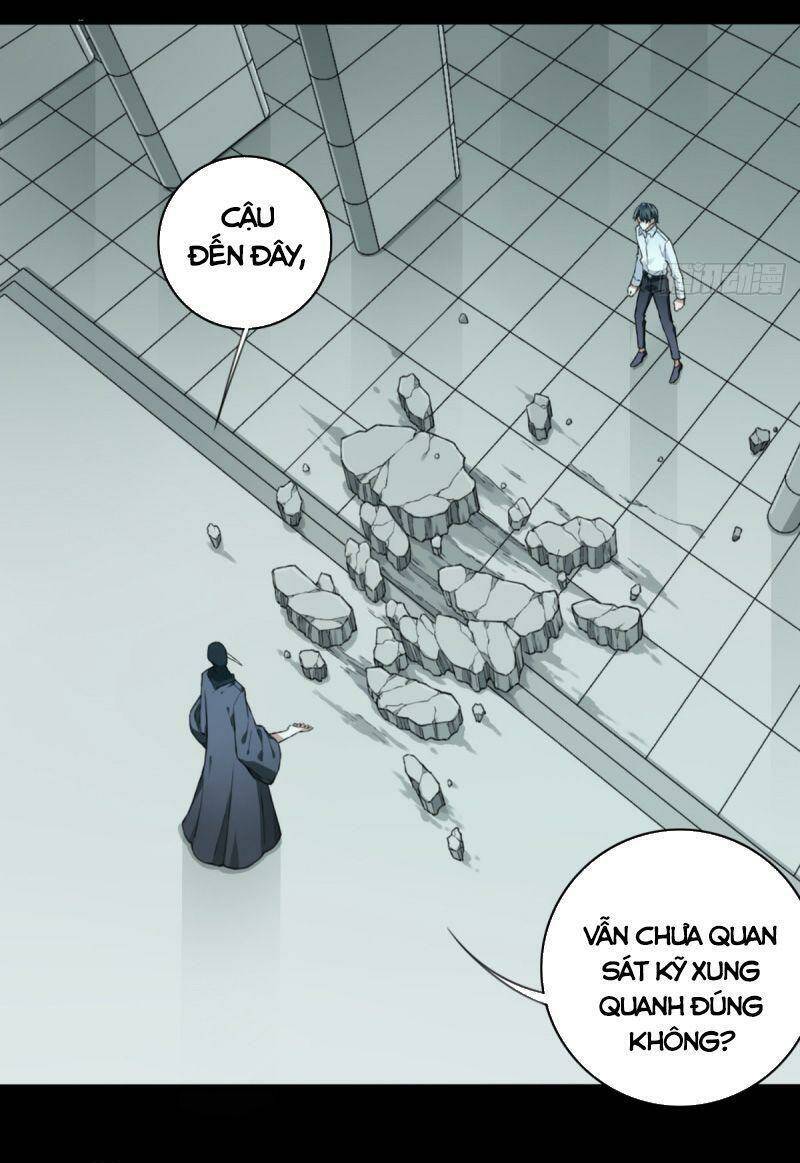 CẬU
ĐẾN ĐÂY,
VẪN CHƯA QUAN
SÁT KỸ XUNG
QUANH ĐÚNG
KHÔNG?